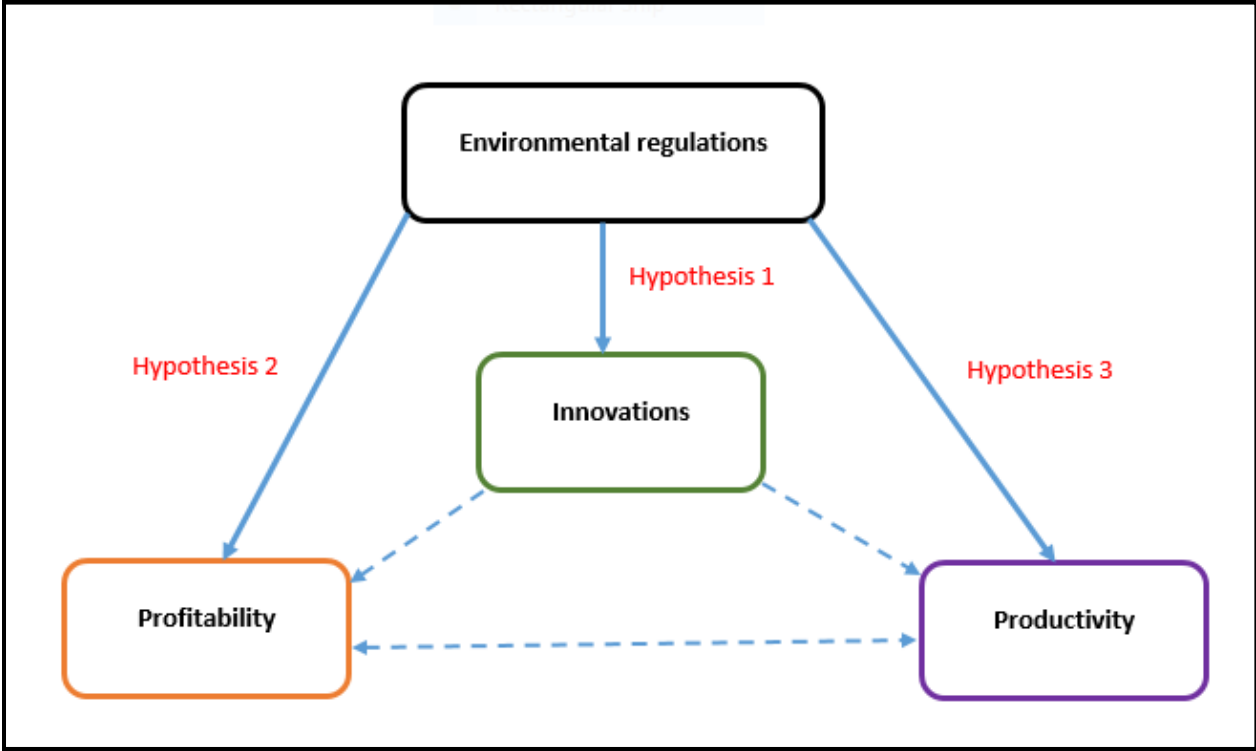 Environmental regulations
Hypothesis 1
Hypothesis 2
Hypothesis 3
Innovations
Profitability
Productivity